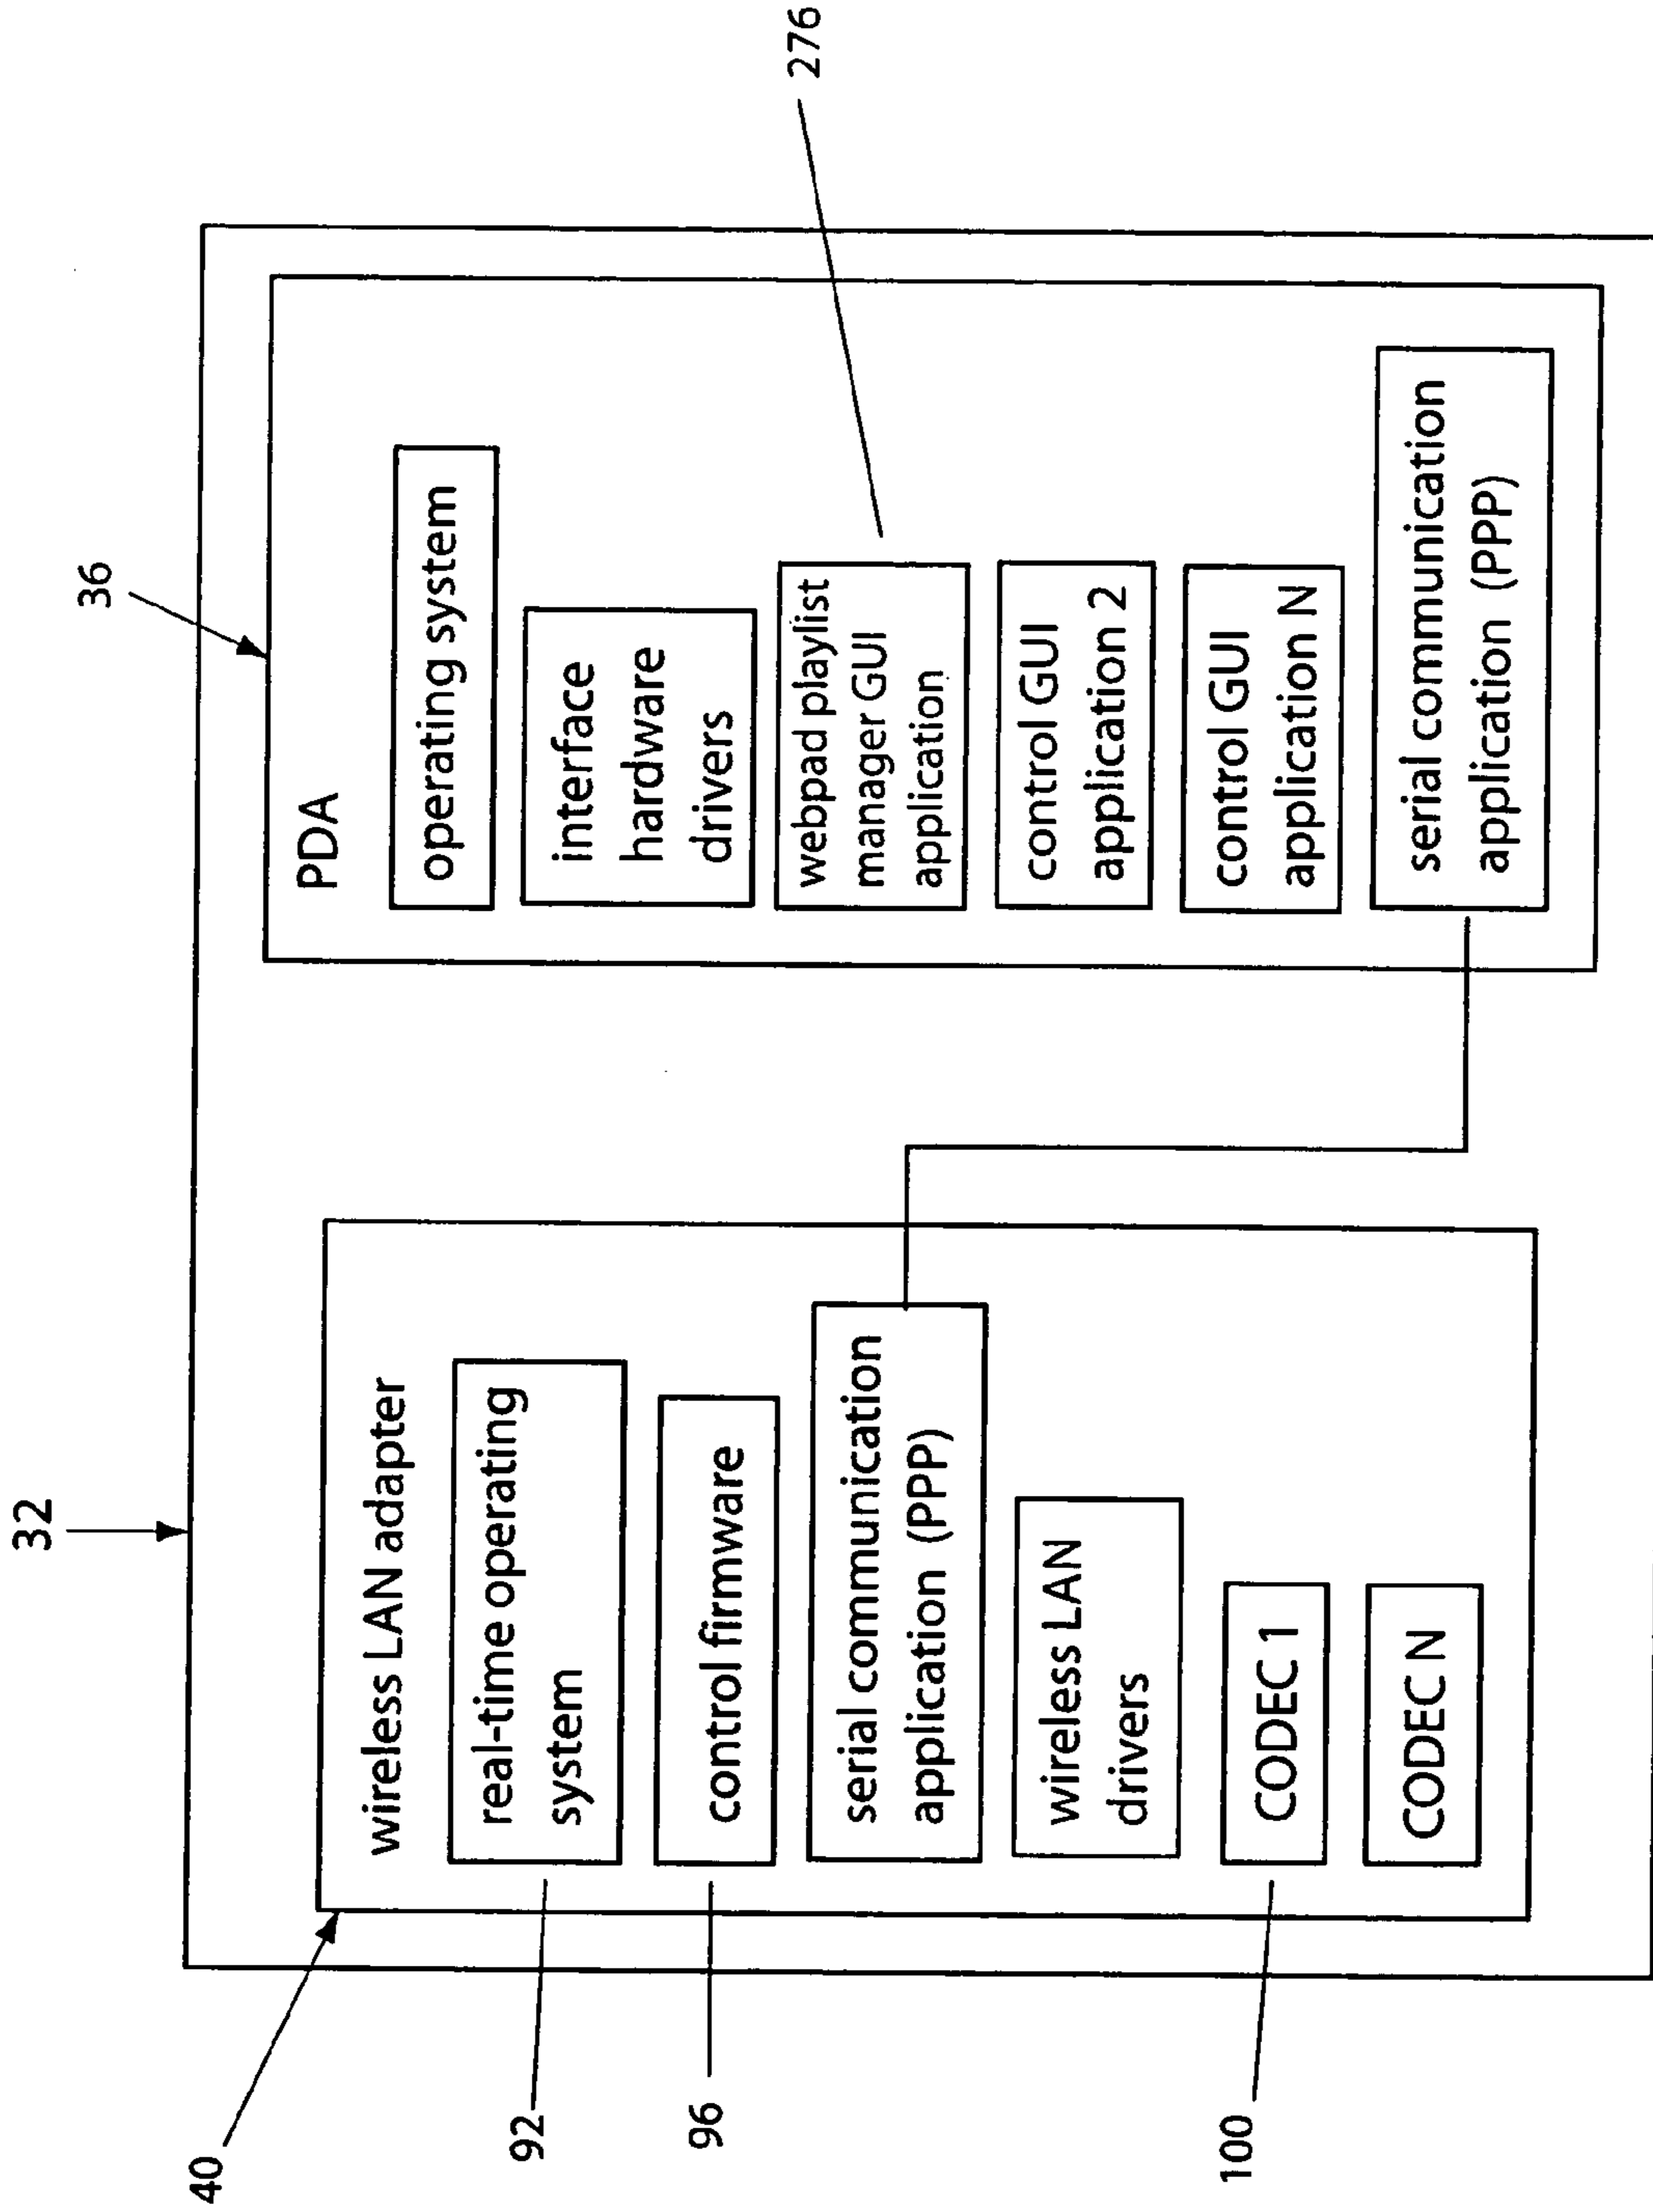 32
40
wireless LAN adapter
92
real-time operating
system
96
control firmware
serial communication
application (PPP)
wireless LAN
drivers
100
CODEC 1
CODEC N
36
PDA
operating system
interface
hardware
drivers
276
webpad playlist
manager GUI
application
control GUI
application 2
control GUI
application N
serial communication
application (PPP)